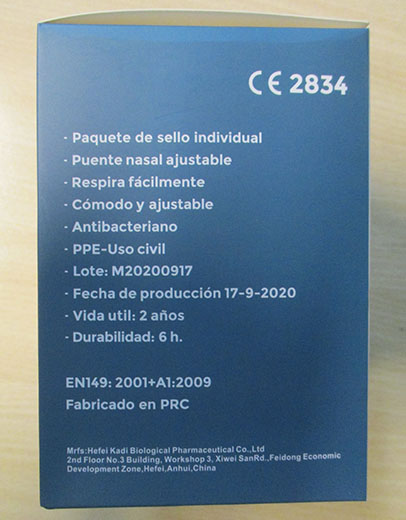 CE 2834
· Paquete de sello individual
· Puente nasal ajustable
· Respira fácilmente
· Cómodo y ajustable
· Antibacteriano
· PPE-Uso civil
· Lote: M20200917
· Fecha de producción 17-9-2020
· Vida util: 2 años
· Durabilidad: 6 h.
EN149: 2001+A1:2009
Fabricado en PRC
Mrfs:Hefei Kadi Biological Pharmaceutical Co.,Ltd
2nd Floor No.3 Building, Workshop 3, Xiwei SanRd.,Feidong Economic
Development Zone,Hefei,Anhui,China